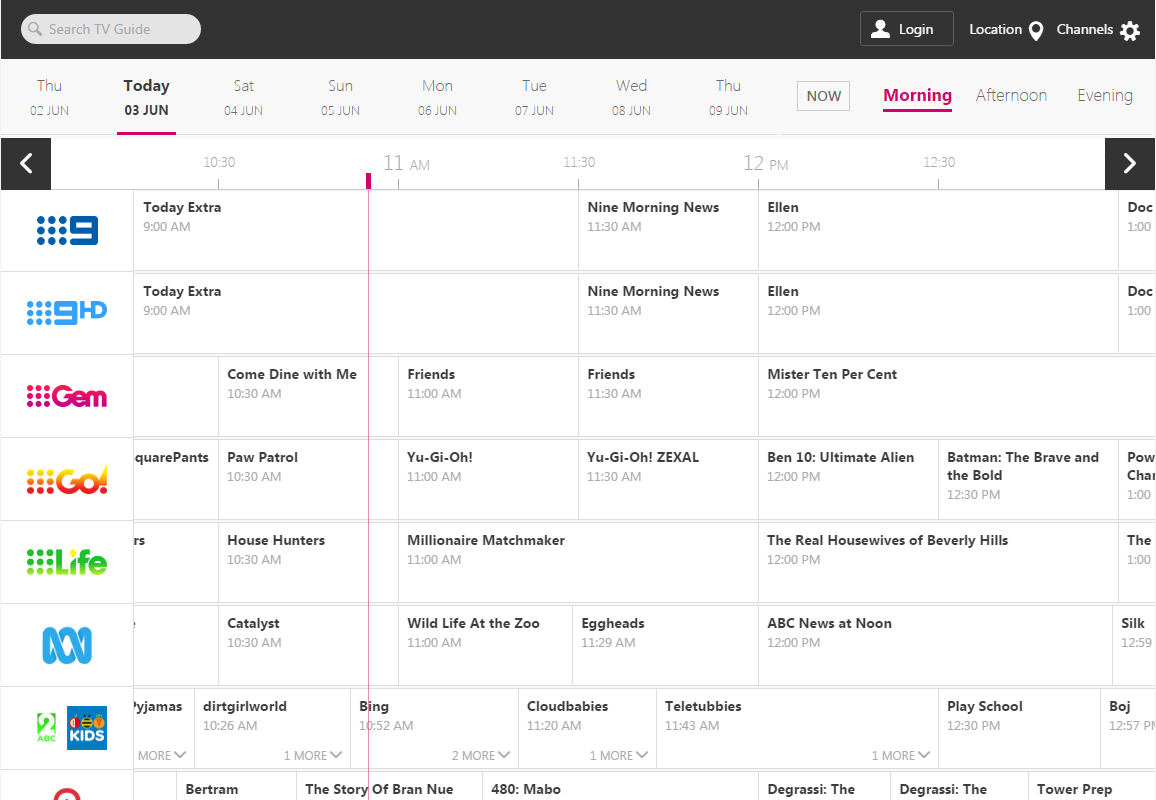 Search TV Guide
Login
Location
Channels
Thu Today Sat Sun Mon Tue Wed Thu
02 JUN 03 JUN 04 JUN 05 JUN 06 JUN 07 JUN 08 JUN 09 JUN
NOW Morning Afternoon Evening
10:30 11 AM 11:30 12 PM 12:30
9
Today Extra Nine Morning News Ellen Doc
9:00 AM 11:30 AM 12:00 PM 1:00
9HD
Today Extra Nine Morning News Ellen Doc
9:00 AM 11:30 AM 12:00 PM 1:00
Gem
Come Dine with Me Friends Friends Mister Ten Per Cent
10:30 AM 11:00 AM 11:30 AM 12:00 PM
Go!
quarePants Paw Patrol Yu-Gi-Oh! Yu-Gi-Oh! ZEXAL Ben 10: Ultimate Alien Batman: The Brave and Pow
the Bold Char
10:30 AM 11:00 AM 11:30 AM 12:00 PM 12:30 PM 1:00
Life
rs House Hunters Millionaire Matchmaker The Real Housewives of Beverly Hills The
10:30 AM 11:00 AM 12:00 PM 1:00
Catalyst Wild Life At the Zoo Eggheads ABC News at Noon Silk
10:30 AM 11:00 AM 11:29 AM 12:00 PM 12:59
2
ABC
KIDS
Pyjamas dirtgirlworld Bing Cloudbabies Teletubbies Play School Boj
10:26 AM 10:52 AM 11:20 AM 11:43 AM 12:30 PM 12:57 PM
MORE 1 MORE 2 MORE 1 MORE 1 MORE
Bertram The Story Of Bran Nue 480: Mabo Degrassi: The Degrassi: The Tower Prep